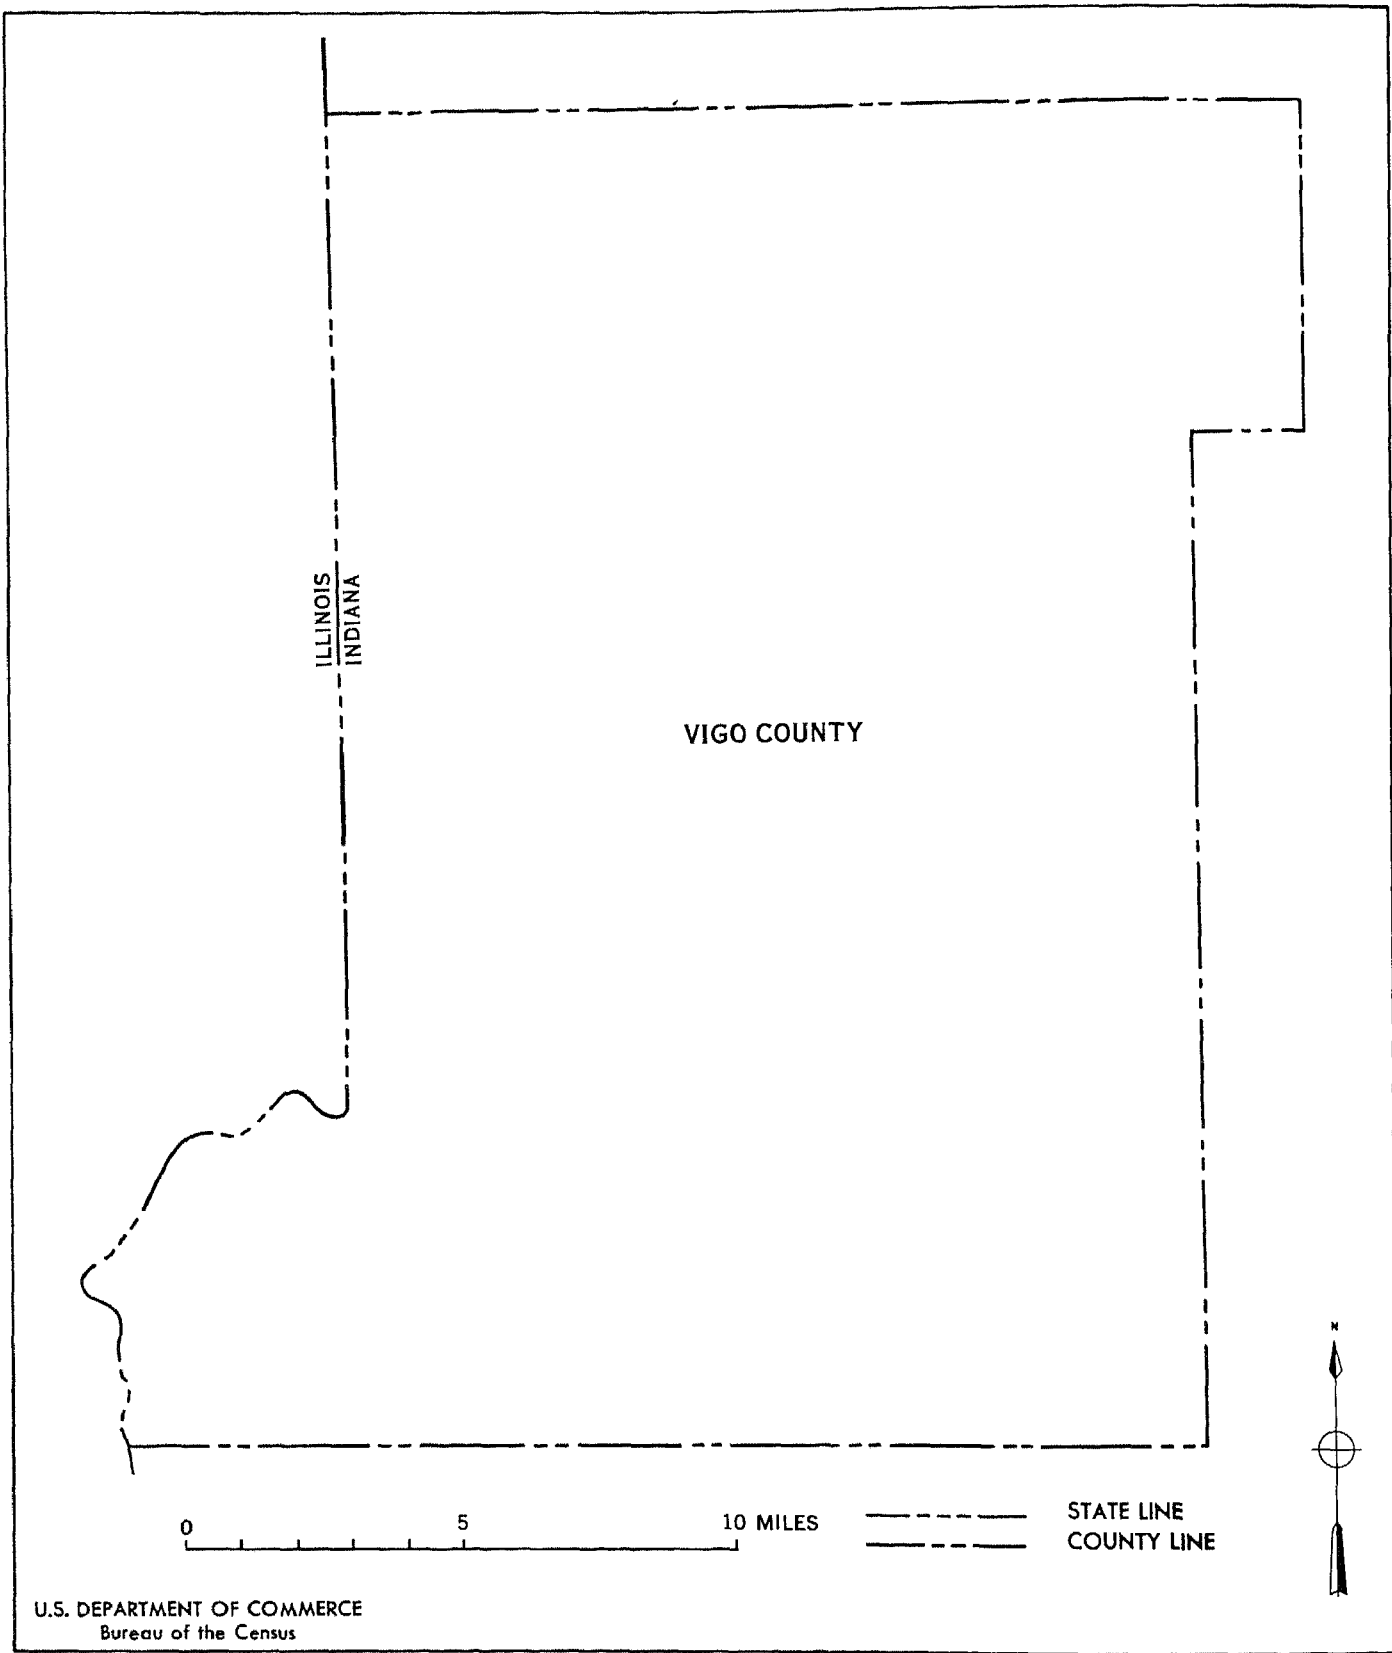 ILLINOIS
INDIANA
VIGO COUNTY
N
0 5 10 MILES
STATE LINE
COUNTY LINE
U.S. DEPARTMENT OF COMMERCE
Bureau of the Census